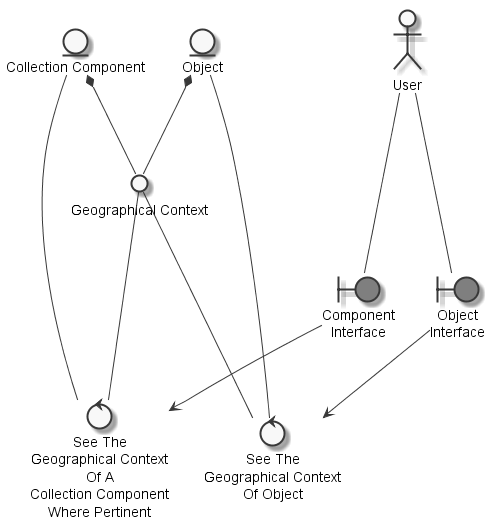 Collection Component
Object
User
Geographical Context
Component
Interface
Object
Interface
See The
Geographical Context
Of A
Collection Component
Where Pertinent
See The
Geographical Context
Of Object